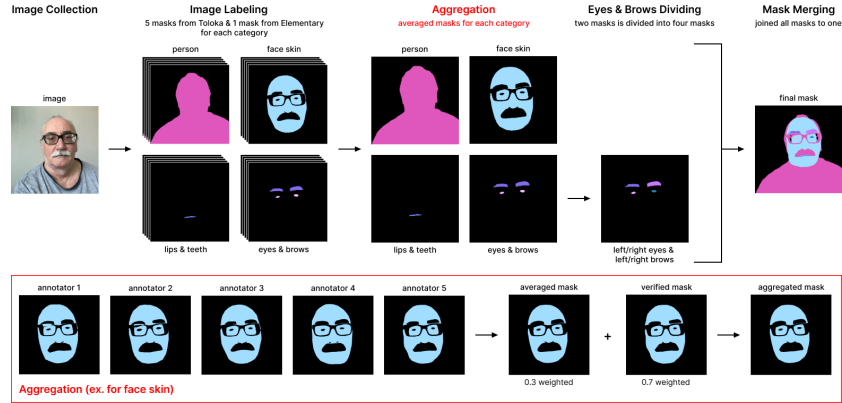 Image Collection
Image Labeling
5 masks from Toloka & 1 mask from Elementary
for each category
Aggregation
averaged masks for each category
Eyes & Brows Dividing
two masks is divided into four masks
Mask Merging
joined all masks to one
person
face skin
person
face skin
image
final mask
lips & teeth
eyes & brows
lips & teeth
eyes & brows
left/right eyes &
left/right brows
annotator 1
annotator 2
annotator 3
annotator 4
annotator 5
averaged mask
verified mask
aggregated mask
+
0.3 weighted
0.7 weighted
Aggregation (ex. for face skin)